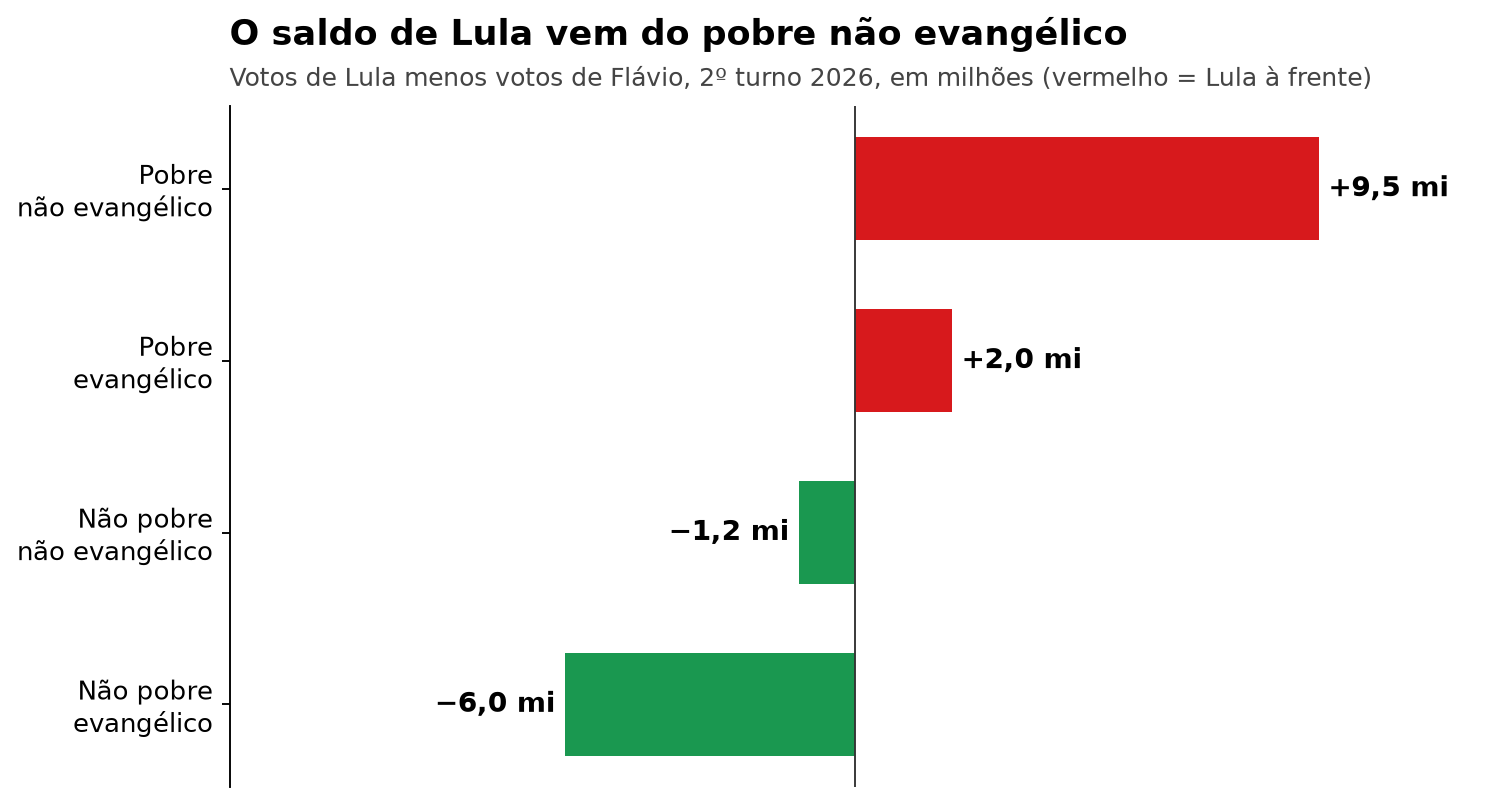 O saldo de Lula vem do pobre não evangélico
Votos de Lula menos votos de Flávio, 2º turno 2026, em milhões (vermelho = Lula à frente)
Pobre
não evangélico
+9,5 mi
Pobre
evangélico
+2,0 mi
Não pobre
não evangélico
−1,2 mi
Não pobre
evangélico
−6,0 mi